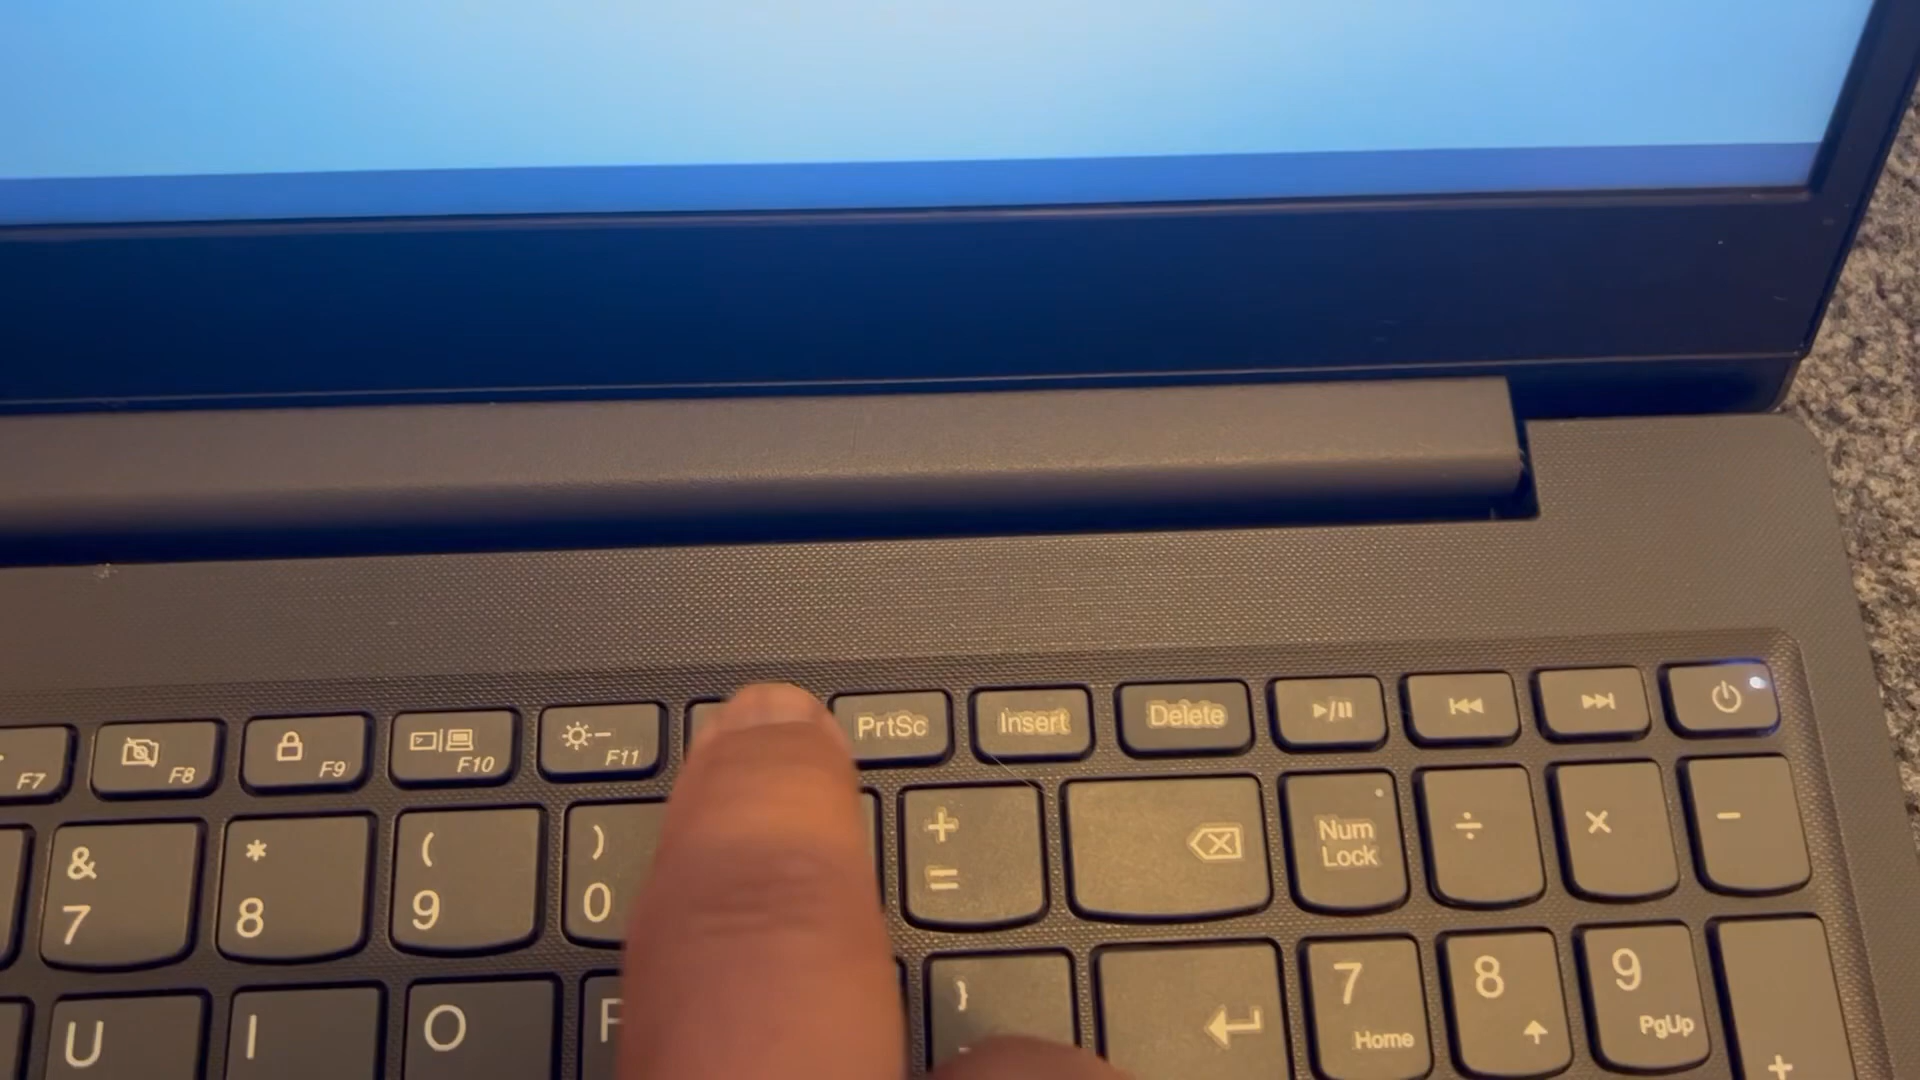 F7 F8 F9 F10 F11 PrtSc Insert Delete
& * ( ) +
7 8 9 0 = Num Lock ÷ × −
U I O } 7 Home 8 9 PgUp +